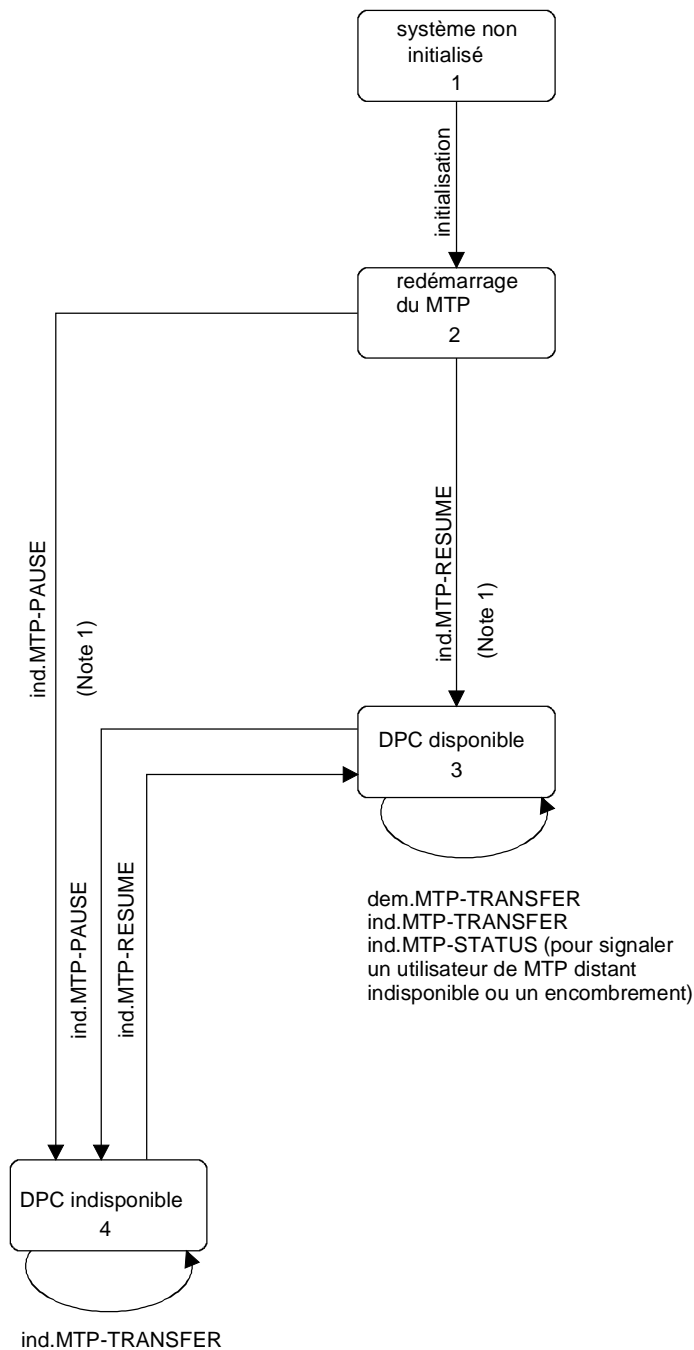 système non
initialisé
1
initialisation
redémarrage
du MTP
2
ind.MTP-PAUSE
(Note 1)
ind.MTP-RESUME
(Note 1)
DPC disponible
3
ind.MTP-PAUSE
ind.MTP-RESUME
dem.MTP-TRANSFER
ind.MTP-TRANSFER
ind.MTP-STATUS (pour signaler
un utilisateur de MTP distant
indisponible ou un encombrement)
DPC indisponible
4
ind.MTP-TRANSFER